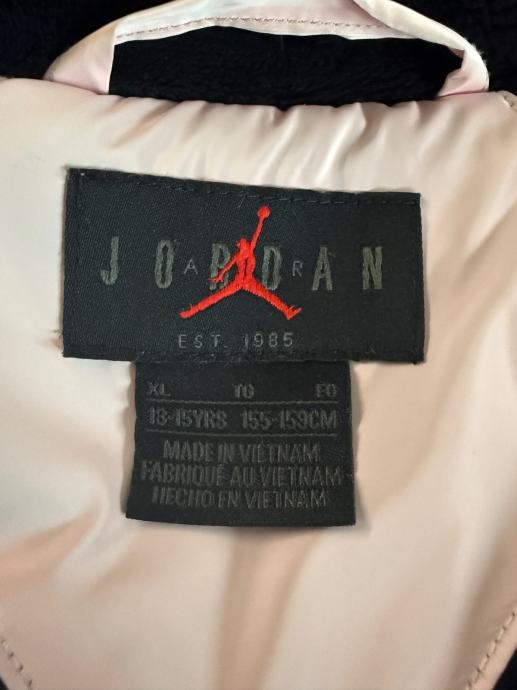 JORDAN
AIR
EST. 1985
XL TG EG
13-15YRS 155-159CM
MADE IN VIETNAM
FABRIQUÉ AU VIETNAM
HECHO EN VIETNAM